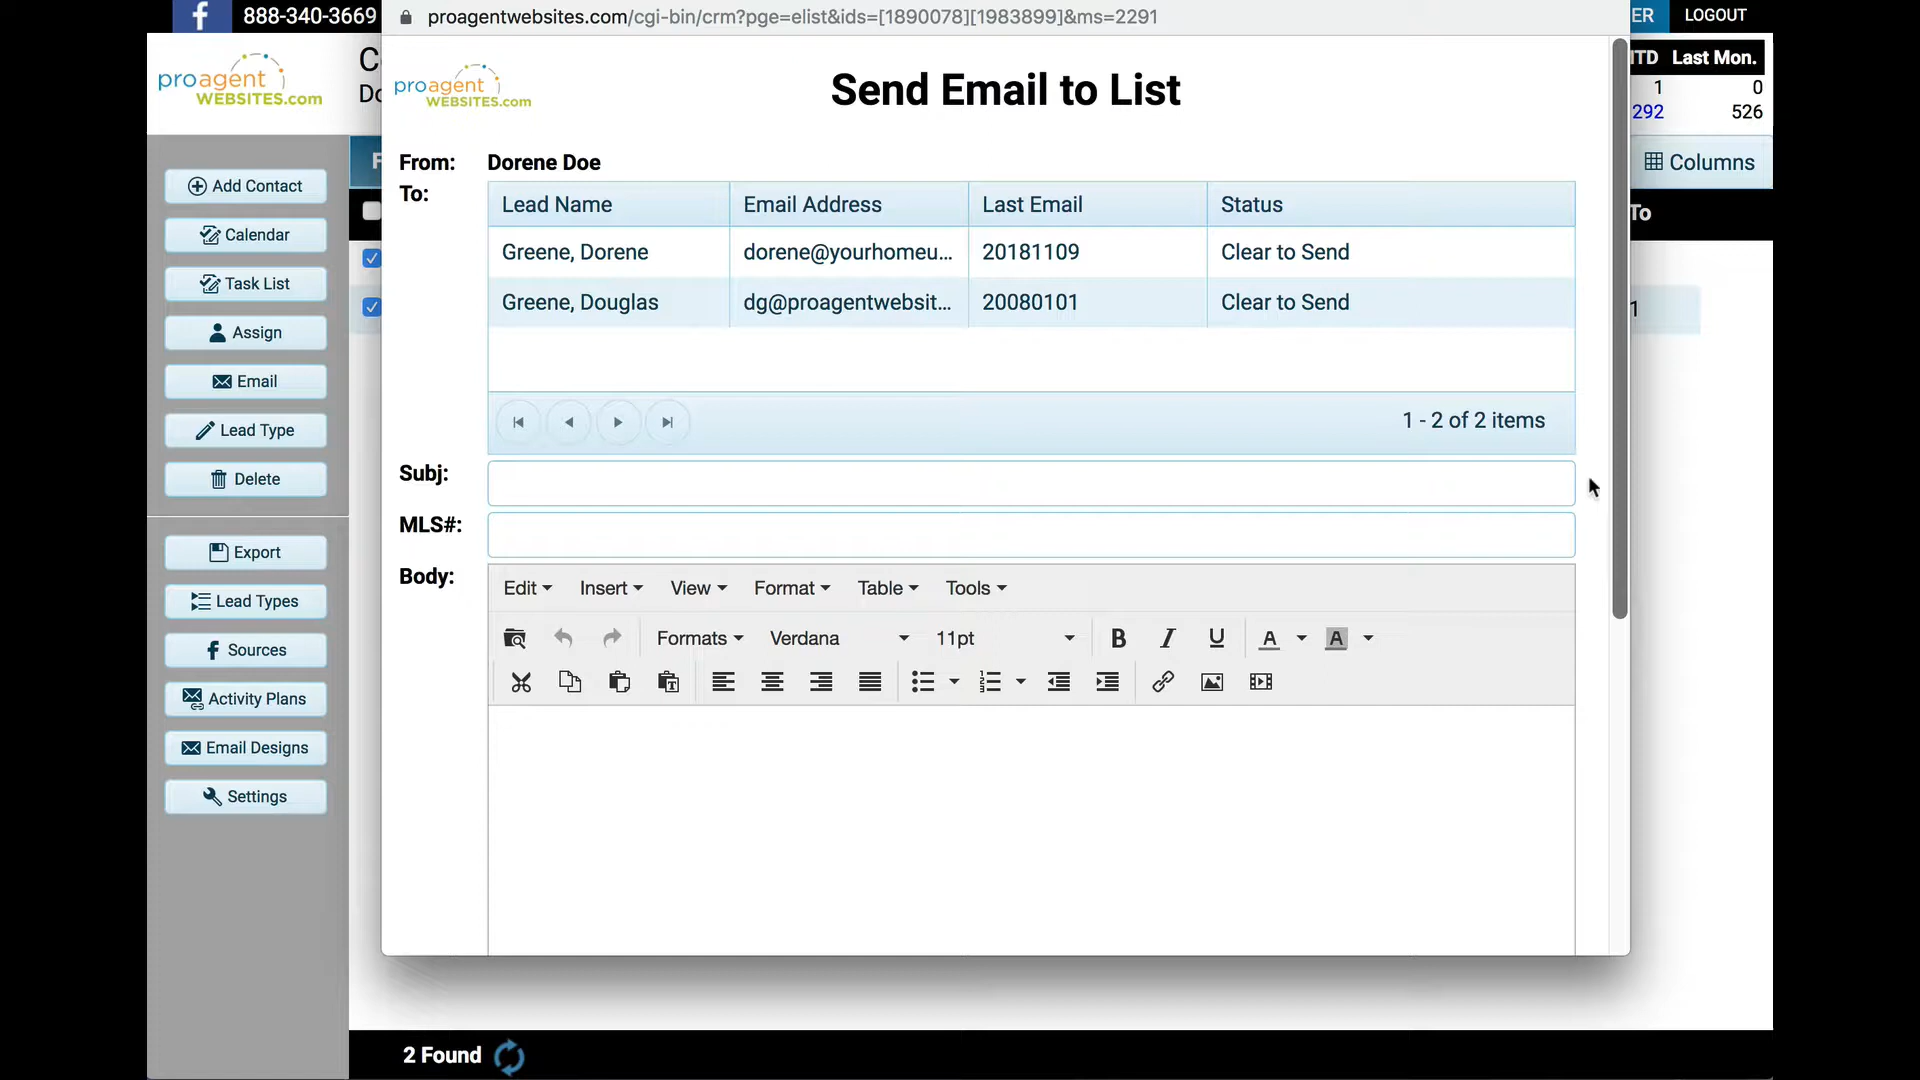 888-340-3669
proagentwebsites.com/cgi-bin/crm?pge=elist&ids=[1890078][1983899]&ms=2291
ER LOGOUT
proagent
WEBSITES.com
C
Do
proagent
WEBSITES.com
Send Email to List
ITD Last Mon.
1 0
292 526
F
Columns
To
1
Add Contact
Calendar
Task List
Assign
Email
Lead Type
Delete
Export
Lead Types
Sources
Activity Plans
Email Designs
Settings
From: Dorene Doe
To:
Lead Name Email Address Last Email Status
Greene, Dorene dorene@yourhomeu... 20181109 Clear to Send
Greene, Douglas dg@proagentwebsit... 20080101 Clear to Send
1 - 2 of 2 items
Subj:
MLS#:
Body:
Edit Insert View Format Table Tools
Formats Verdana 11pt B I U A A
2 Found